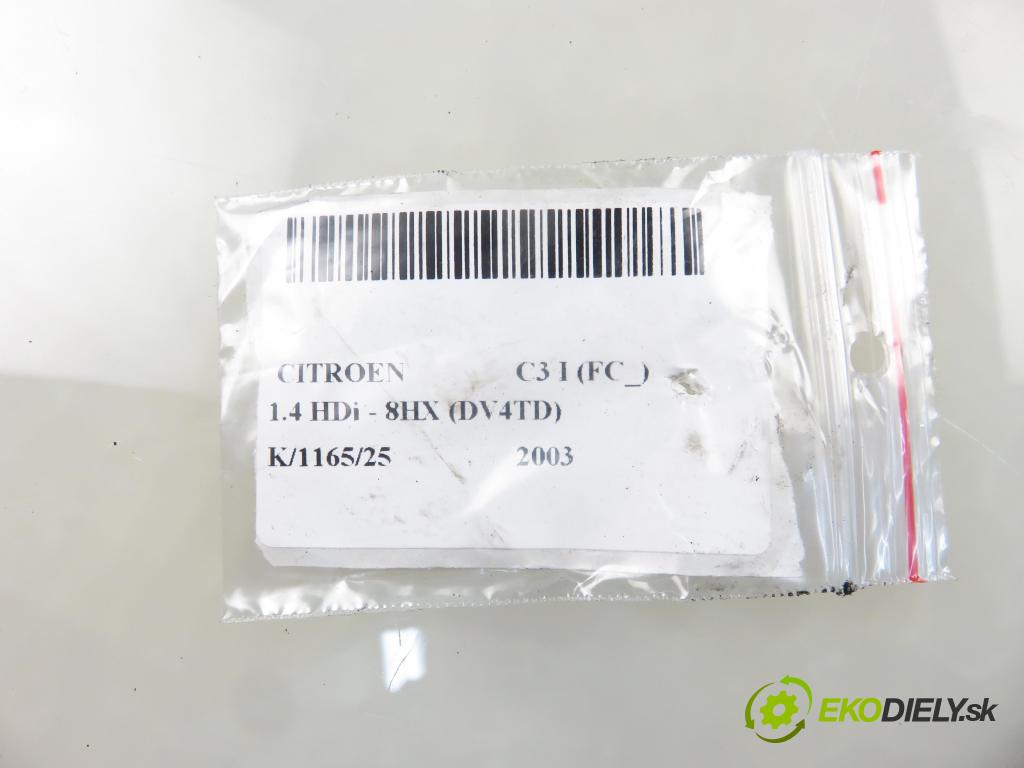 CITROEN C3 I (FC_)
1.4 HDi - 8HX (DV4TD)
K/1165/25 2003
EKODIELY.sk